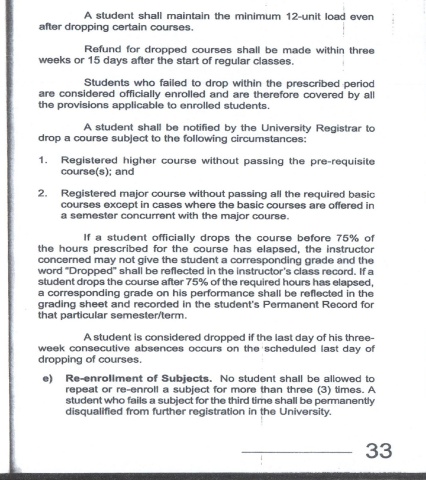 A student shall maintain the minimum 12-unit load even
after dropping certain courses.
Refund for dropped courses shall be made within three
weeks or 15 days after the start of regular classes.
Students who failed to drop within the prescribed period
are considered officially enrolled and are therefore covered by all
the provisions applicable to enrolled students.
A student shall be notified by the University Registrar to
drop a course subject to the following circumstances:
1. Registered higher course without passing the pre-requisite
course(s); and
2. Registered major course without passing all the required basic
courses except in cases where the basic courses are offered in
a semester concurrent with the major course.
If a student officially drops the course before 75% of
the hours prescribed for the course has elapsed, the instructor
concerned may not give the student a corresponding grade and the
word "Dropped" shall be reflected in the instructor's class record. If a
student drops the course after 75% of the required hours has elapsed,
a corresponding grade on his performance shall be reflected in the
grading sheet and recorded in the student's Permanent Record for
that particular semester/term.
A student is considered dropped if the last day of his three-
week consecutive absences occurs on the scheduled last day of
dropping of courses.
e) Re-enrollment of Subjects. No student shall be allowed to
repeat or re-enroll a subject for more than three (3) times. A
student who fails a subject for the third time shall be permanently
disqualified from further registration in the University.
33